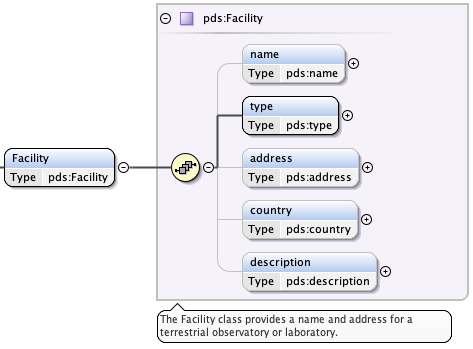 pds:Facility
name
Type pds:name
type
Type pds:type
Facility
Type pds:Facility
address
Type pds:address
country
Type pds:country
description
Type pds:description
The Facility class provides a name and address for a
terrestrial observatory or laboratory.